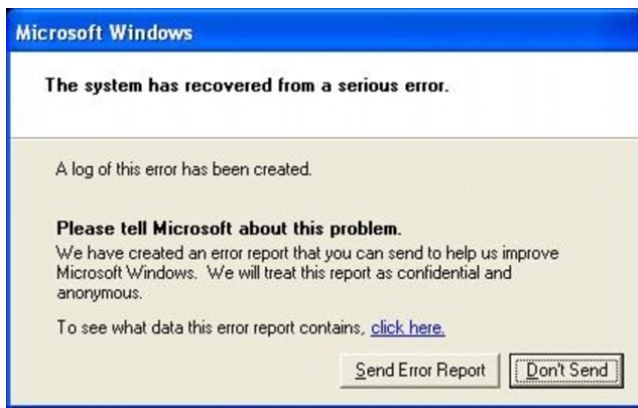 Microsoft Windows
The system has recovered from a serious error.
A log of this error has been created.
Please tell Microsoft about this problem.
We have created an error report that you can send to help us improve
Microsoft Windows. We will treat this report as confidential and
anonymous.
To see what data this error report contains, click here.
Send Error Report Don't Send